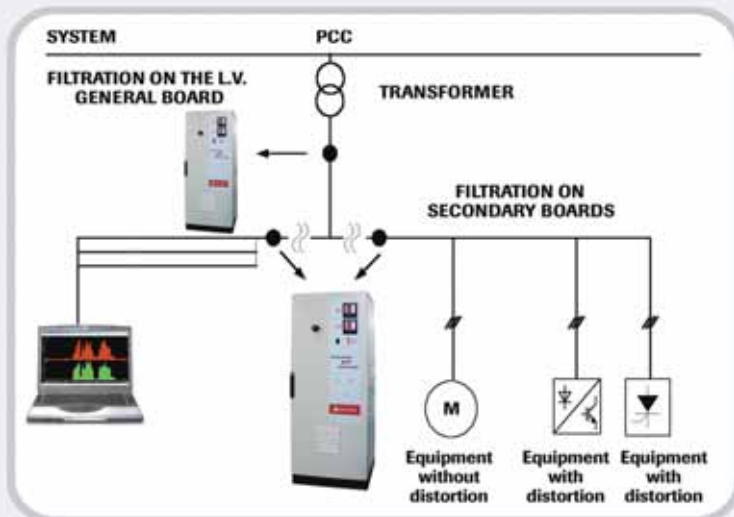 SYSTEM
PCC
FILTRATION ON THE L.V.
GENERAL BOARD
TRANSFORMER
FILTRATION ON
SECONDARY BOARDS
M
Equipment
without
distortion
Equipment
with
distortion
Equipment
with
distortion